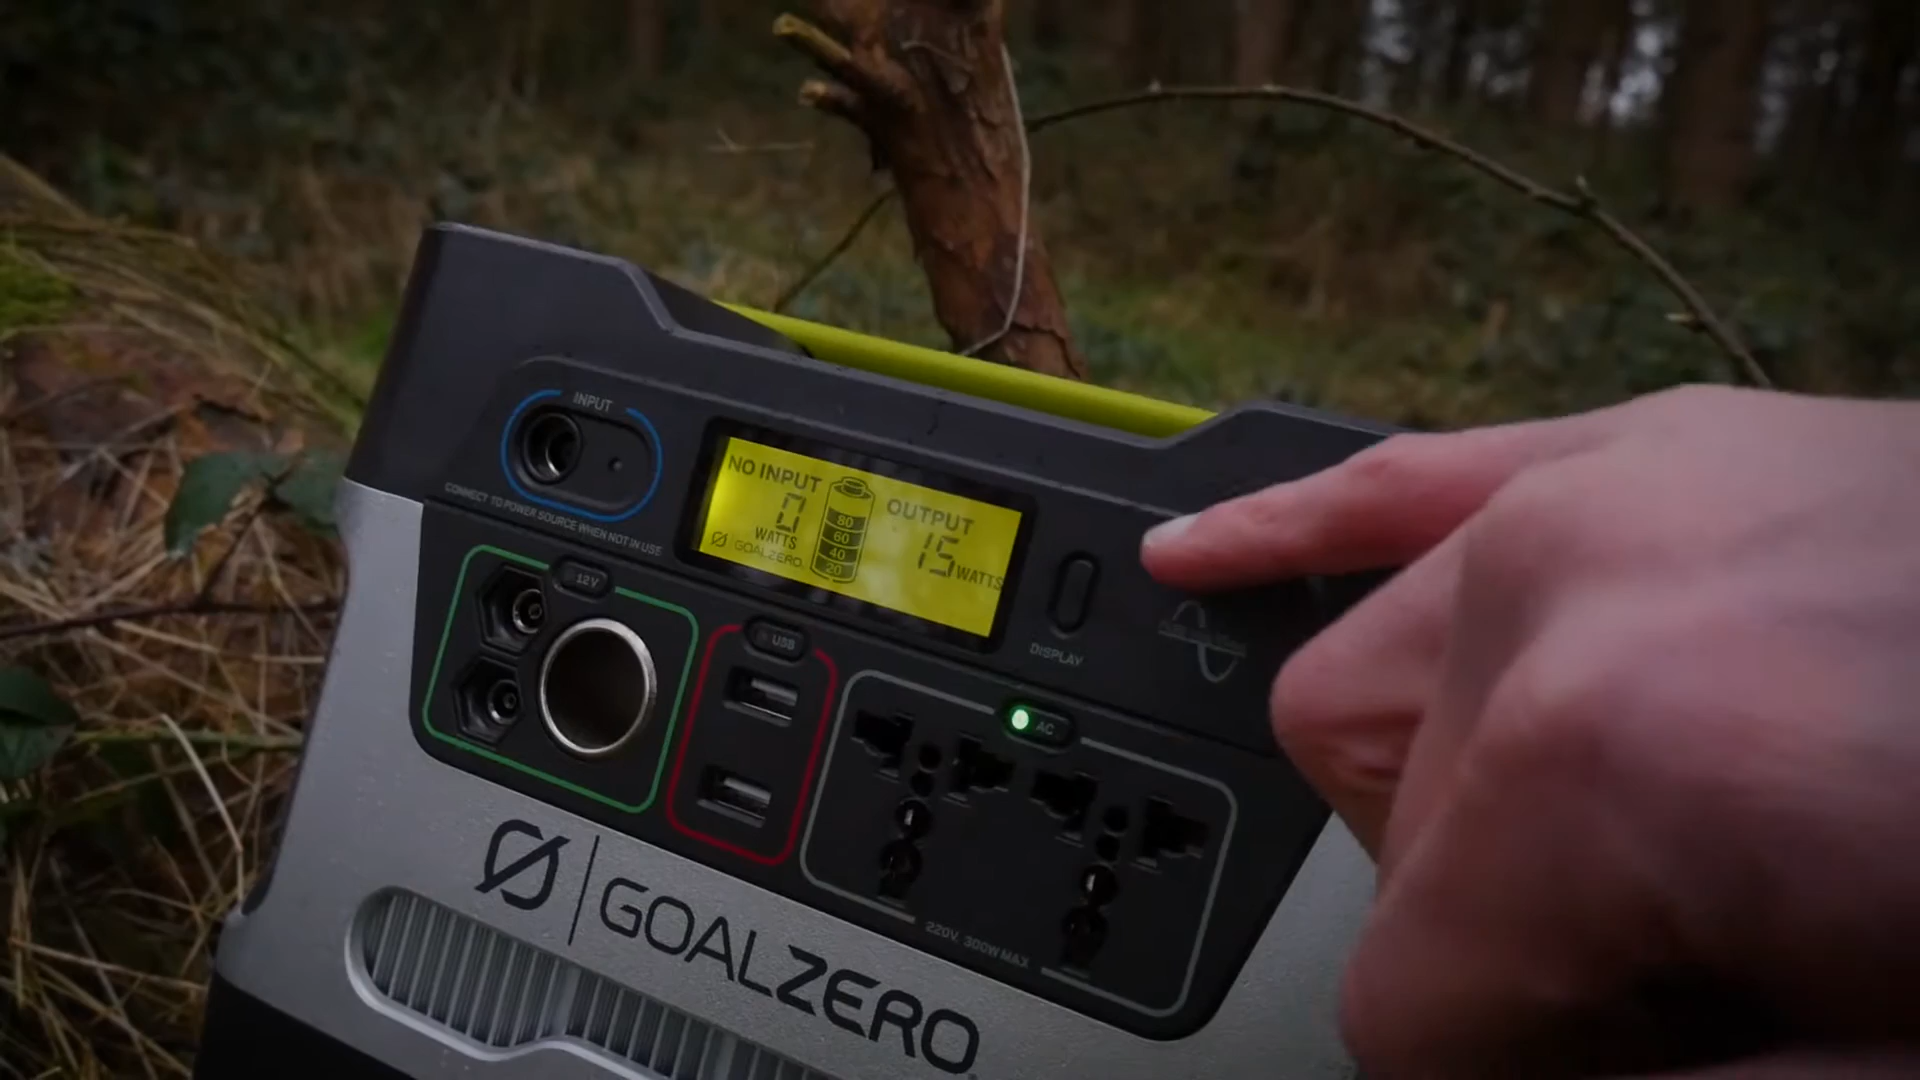 INPUT
CONNECT TO POWER SOURCE WHEN NOT IN USE
NO INPUT
0
WATTS
GOALZERO
80
60
40
20
OUTPUT
15 WATTS
DISPLAY
12V
USB
AC
220V, 300W MAX
GOALZERO